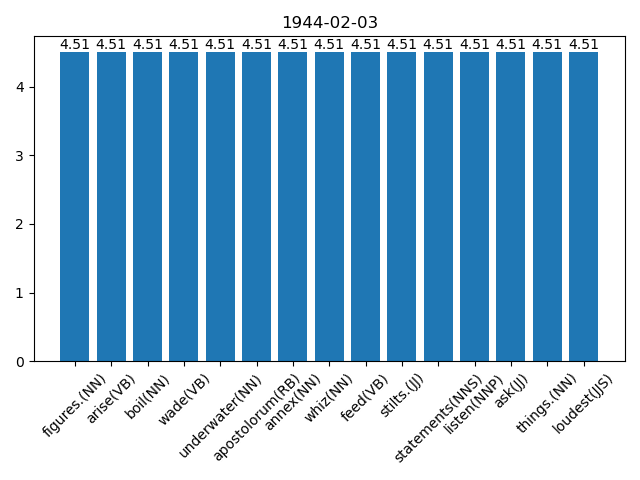 1944-02-03
4.51 4.51 4.51 4.51 4.51 4.51 4.51 4.51 4.51 4.51 4.51 4.51 4.51 4.51 4.51
4
3
2
1
0
figures.(NN)
arise(VB)
boil(NN)
wade(VB)
underwater(NN)
apostolorum(RB)
annex(NN)
whiz(NN)
feed(VB)
stilts.(JJ)
statements(NNS)
listen(NNP)
ask(JJ)
things.(NN)
loudest(JJS)